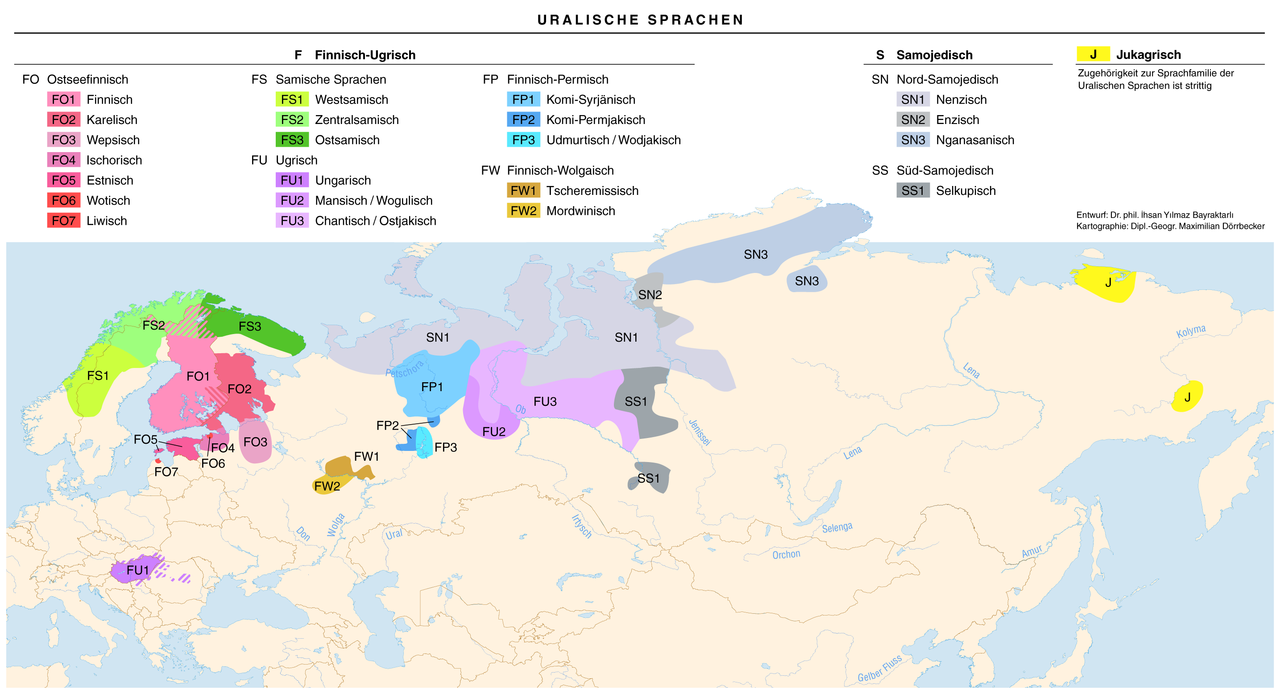 URALISCHE SPRACHEN
F Finnisch-Ugrisch
FO Ostseefinnisch
FO1 Finnisch
FO2 Karelisch
FO3 Wepsisch
FO4 Ischorisch
FO5 Estnisch
FO6 Wotisch
FO7 Liwisch
FS Samische Sprachen
FS1 Westsamisch
FS2 Zentralsamisch
FS3 Ostsamisch
FU Ugrisch
FU1 Ungarisch
FU2 Mansisch / Wogulisch
FU3 Chantisch / Ostjakisch
FP Finnisch-Permisch
FP1 Komi-Syrjänisch
FP2 Komi-Permjakisch
FP3 Udmurtisch / Wodjakisch
FW Finnisch-Wolgaisch
FW1 Tscheremissisch
FW2 Mordwinisch
S Samojedisch
SN Nord-Samojedisch
SN1 Nenzisch
SN2 Enzisch
SN3 Nganasanisch
SS Süd-Samojedisch
SS1 Selkupisch
J Jukagrisch
Zugehörigkeit zur Sprachfamilie der
Uralischen Sprachen ist strittig
Entwurf: Dr. phil. İhsan Yılmaz Bayraktarlı
Kartographie: Dipl.-Geogr. Maximilian Dörrbecker
SN3
SN3
J
SN2
FS2
FS3
SN1
SN1
Kolyma
Petschora
Lena
FS1
FO1
FO2
FP1
FU3
SS1
J
Ob
FP2
FU2
Jenissei
FO5
FO4
FO3
FP3
FO6
FO7
FW1
Lena
FW2
SS1
Don
Wolga
Ural
Irtysch
Selenga
Orchon
Amur
FU1
Gelber Fluss